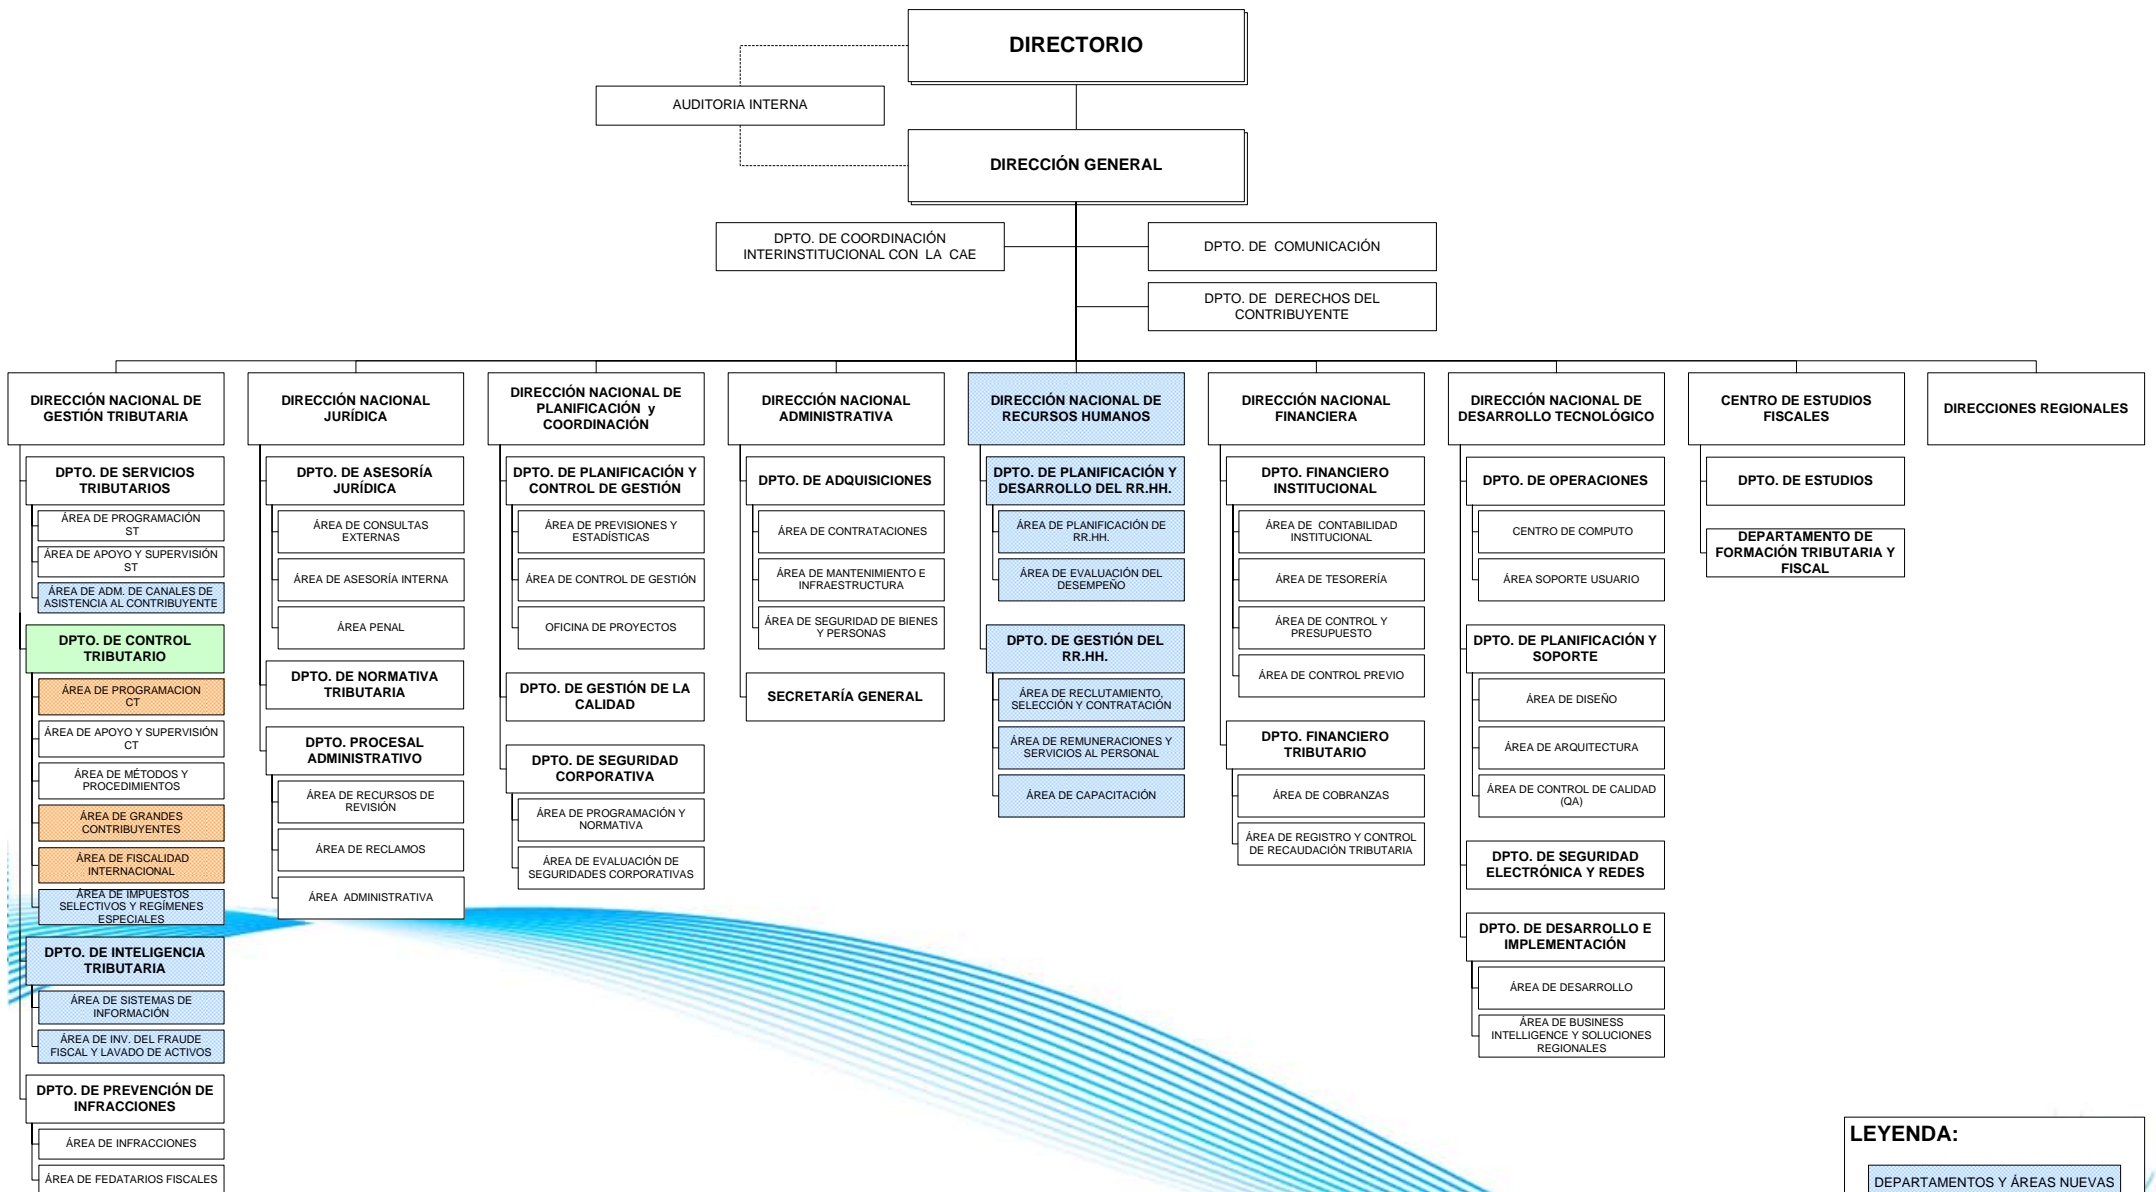 DIRECTORIO
AUDITORIA INTERNA
DIRECCIÓN GENERAL
DPTO. DE COORDINACIÓN
INTERINSTITUCIONAL CON LA CAE
DPTO. DE COMUNICACIÓN
DPTO. DE DERECHOS DEL
CONTRIBUYENTE
DIRECCIÓN NACIONAL DE
GESTIÓN TRIBUTARIA
DPTO. DE SERVICIOS
TRIBUTARIOS
ÁREA DE PROGRAMACIÓN
ST
ÁREA DE APOYO Y SUPERVISIÓN
ST
ÁREA DE ADM. DE CANALES DE
ASISTENCIA AL CONTRIBUYENTE
DPTO. DE CONTROL
TRIBUTARIO
ÁREA DE PROGRAMACION
CT
ÁREA DE APOYO Y SUPERVISIÓN
CT
ÁREA DE MÉTODOS Y
PROCEDIMIENTOS
ÁREA DE GRANDES
CONTRIBUYENTES
ÁREA DE FISCALIDAD
INTERNACIONAL
ÁREA DE IMPUESTOS
SELECTIVOS Y REGÍMENES
ESPECIALES
DPTO. DE INTELIGENCIA
TRIBUTARIA
ÁREA DE SISTEMAS DE
INFORMACIÓN
ÁREA DE INV. DEL FRAUDE
FISCAL Y LAVADO DE ACTIVOS
DPTO. DE PREVENCIÓN DE
INFRACCIONES
ÁREA DE INFRACCIONES
ÁREA DE FEDATARIOS FISCALES
DIRECCIÓN NACIONAL
JURÍDICA
DPTO. DE ASESORÍA
JURÍDICA
ÁREA DE CONSULTAS
EXTERNAS
ÁREA DE ASESORÍA INTERNA
ÁREA PENAL
DPTO. DE NORMATIVA
TRIBUTARIA
DPTO. PROCESAL
ADMINISTRATIVO
ÁREA DE RECURSOS DE
REVISIÓN
ÁREA DE RECLAMOS
ÁREA ADMINISTRATIVA
DIRECCIÓN NACIONAL DE
PLANIFICACIÓN y
COORDINACIÓN
DPTO. DE PLANIFICACIÓN Y
CONTROL DE GESTIÓN
ÁREA DE PREVISIONES Y
ESTADÍSTICAS
ÁREA DE CONTROL DE GESTIÓN
OFICINA DE PROYECTOS
DPTO. DE GESTIÓN DE LA
CALIDAD
DPTO. DE SEGURIDAD
CORPORATIVA
ÁREA DE PROGRAMACIÓN Y
NORMATIVA
ÁREA DE EVALUACIÓN DE
SEGURIDADES CORPORATIVAS
DIRECCIÓN NACIONAL
ADMINISTRATIVA
DPTO. DE ADQUISICIONES
ÁREA DE CONTRATACIONES
ÁREA DE MANTENIMIENTO E
INFRAESTRUCTURA
ÁREA DE SEGURIDAD DE BIENES
Y PERSONAS
SECRETARÍA GENERAL
DIRECCIÓN NACIONAL DE
RECURSOS HUMANOS
DPTO. DE PLANIFICACIÓN Y
DESARROLLO DEL RR.HH.
ÁREA DE PLANIFICACIÓN DE
RR.HH.
ÁREA DE EVALUACIÓN DEL
DESEMPEÑO
DPTO. DE GESTIÓN DEL
RR.HH.
ÁREA DE RECLUTAMIENTO,
SELECCIÓN Y CONTRATACIÓN
ÁREA DE REMUNERACIONES Y
SERVICIOS AL PERSONAL
ÁREA DE CAPACITACIÓN
DIRECCIÓN NACIONAL
FINANCIERA
DPTO. FINANCIERO
INSTITUCIONAL
ÁREA DE CONTABILIDAD
INSTITUCIONAL
ÁREA DE TESORERÍA
ÁREA DE CONTROL Y
PRESUPUESTO
ÁREA DE CONTROL PREVIO
DPTO. FINANCIERO
TRIBUTARIO
ÁREA DE COBRANZAS
ÁREA DE REGISTRO Y CONTROL
DE RECAUDACIÓN TRIBUTARIA
DIRECCIÓN NACIONAL DE
DESARROLLO TECNOLÓGICO
DPTO. DE OPERACIONES
CENTRO DE COMPUTO
ÁREA SOPORTE USUARIO
DPTO. DE PLANIFICACIÓN Y
SOPORTE
ÁREA DE DISEÑO
ÁREA DE ARQUITECTURA
ÁREA DE CONTROL DE CALIDAD
(QA)
DPTO. DE SEGURIDAD
ELECTRÓNICA Y REDES
DPTO. DE DESARROLLO E
IMPLEMENTACIÓN
ÁREA DE DESARROLLO
ÁREA DE BUSINESS
INTELLIGENCE Y SOLUCIONES
REGIONALES
CENTRO DE ESTUDIOS
FISCALES
DPTO. DE ESTUDIOS
DEPARTAMENTO DE
FORMACIÓN TRIBUTARIA Y
FISCAL
DIRECCIONES REGIONALES
LEYENDA:
DEPARTAMENTOS Y ÁREAS NUEVAS